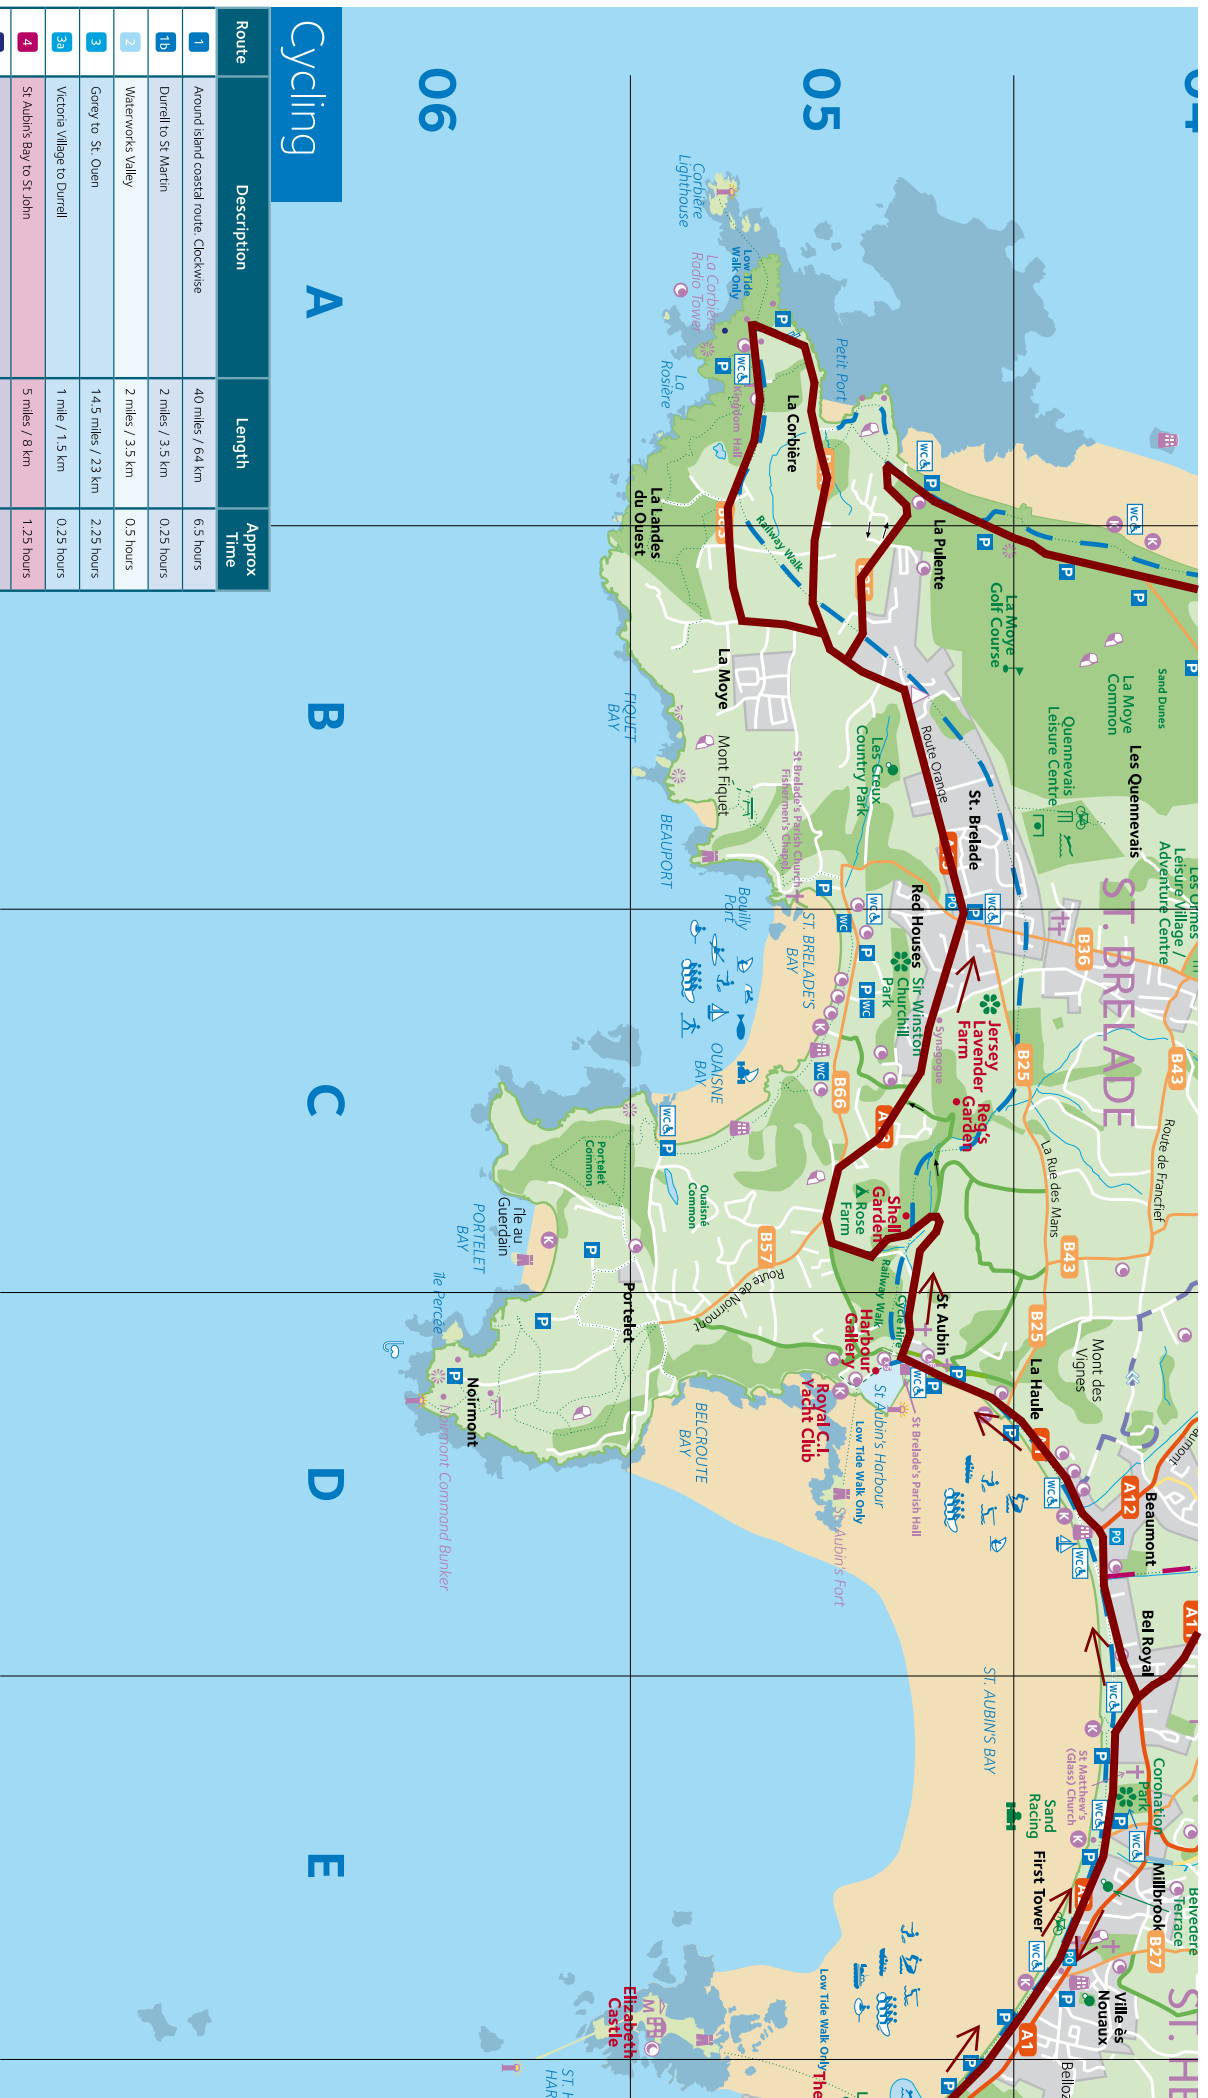 Cycling
Route
Description
Length
Approx
Time
1
Around island coastal route. Clockwise
40 miles / 64 km
6.5 hours
1b
Durrell to St Martin
2 miles / 3.5 km
0.25 hours
2
Waterworks Valley
2 miles / 3.5 km
0.5 hours
3
Gorey to St. Ouen
14.5 miles / 23 km
2.25 hours
3a
Victoria Village to Durrell
1 mile / 1.5 km
0.25 hours
4
St Aubin's Bay to St John
5 miles / 8 km
1.25 hours
04
05
06
A
B
C
D
E
Corbière
Lighthouse
Low Tide
Walk Only
La Corbière
Radio Tower
La
Rosière
Petit Port
Kingdom Hall
La Corbière
La Landes
du Ouest
Railway Walk
La Pulente
La Moye
Golf Course
La Moye
Common
Sand Dunes
Quennevais
Leisure Centre
Les Quennevais
Les Ormes
Leisure Village /
Adventure Centre
La Moye
FIQUET
BAY
Mont Fiquet
BEAUPORT
St Brelade's Parish Church
Fishermen's Chapel
Les Creux
Country Park
Route Orange
St. Brelade
ST. BRELADE
Red Houses
Bouilly
Port
ST. BRELADE'S
BAY
OUAISNE
BAY
Sir Winston
Churchill
Park
Synagogue
Jersey
Lavender
Farm
Reg's
Garden
B36
B25
B43
B66
A13
Route de Francfief
La Rue des Mans
B43
B25
B57
Portelet
Common
Ouaisné
Common
Rose
Farm
Shell
Garden
Railway Walk
Cycle Hire
St Aubin
Harbour
Gallery
Royal C.I.
Yacht Club
St Aubin's Harbour
Low Tide Walk Only
St Brelade's Parish Hall
St Aubin's Fort
île au
Guerdain
PORTELET
BAY
île Percée
Portelet
Route de Noirmont
Noirmont
Noirmont Command Bunker
BELCROUTE
BAY
La Haule
Mont des
Vignes
A12
Beaumont
Bel Royal
ST. AUBIN'S BAY
St Matthew's
(Glass) Church
Coronation
Park
Sand
Racing
First Tower
Millbrook
Belvedere
Terrace
B27
Ville ès
Nouaux
A1
Low Tide Walk Only
Elizabeth
Castle